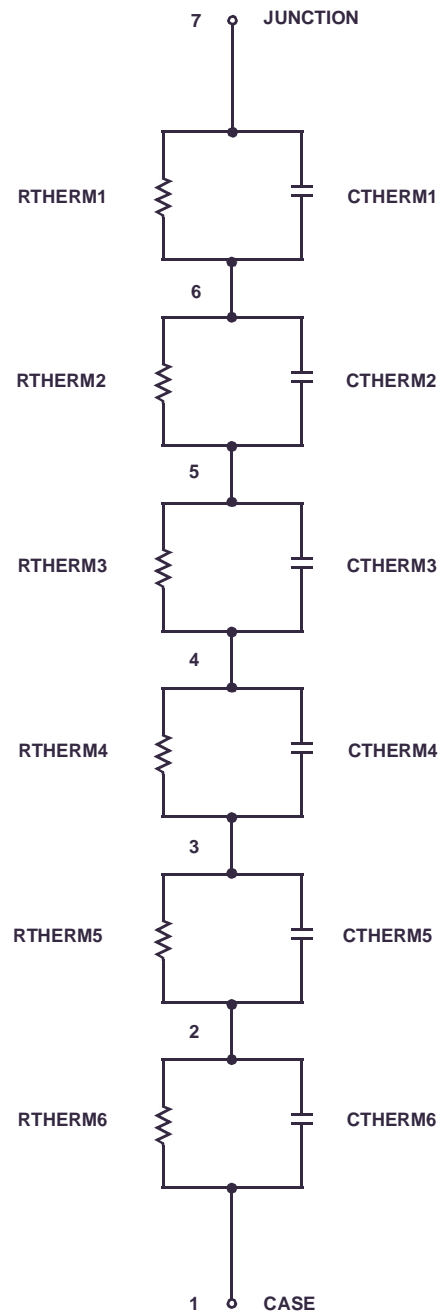 7 JUNCTION
RTHERM1 CTHERM1
6
RTHERM2 CTHERM2
5
RTHERM3 CTHERM3
4
RTHERM4 CTHERM4
3
RTHERM5 CTHERM5
2
RTHERM6 CTHERM6
1 CASE